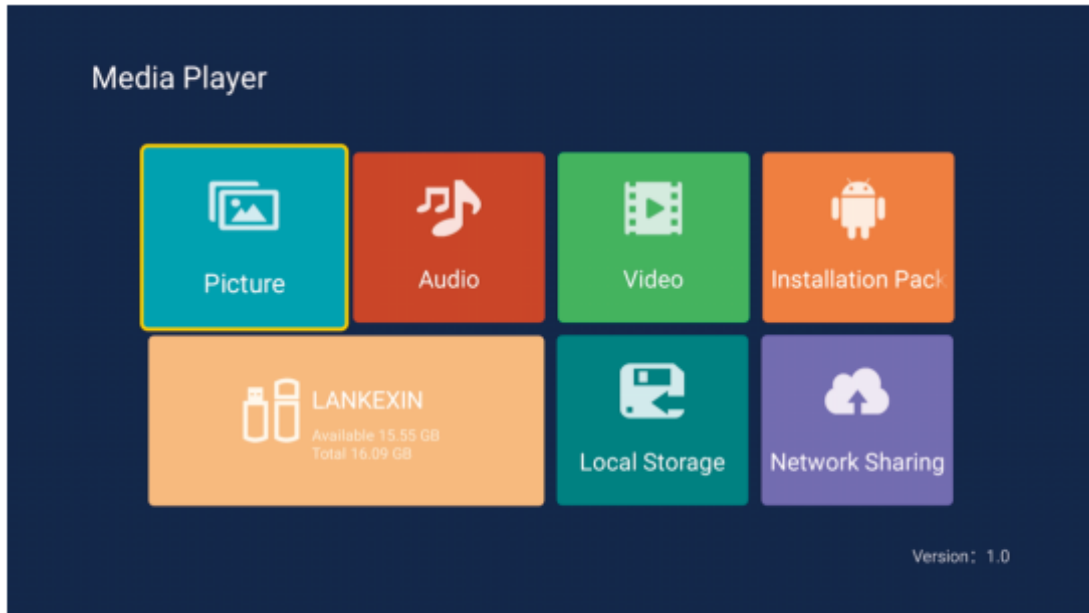 Media Player
Picture
Audio
Video
Installation Pack
LANKEXIN
Available 15.55 GB
Total 16.09 GB
Local Storage
Network Sharing
Version: 1.0